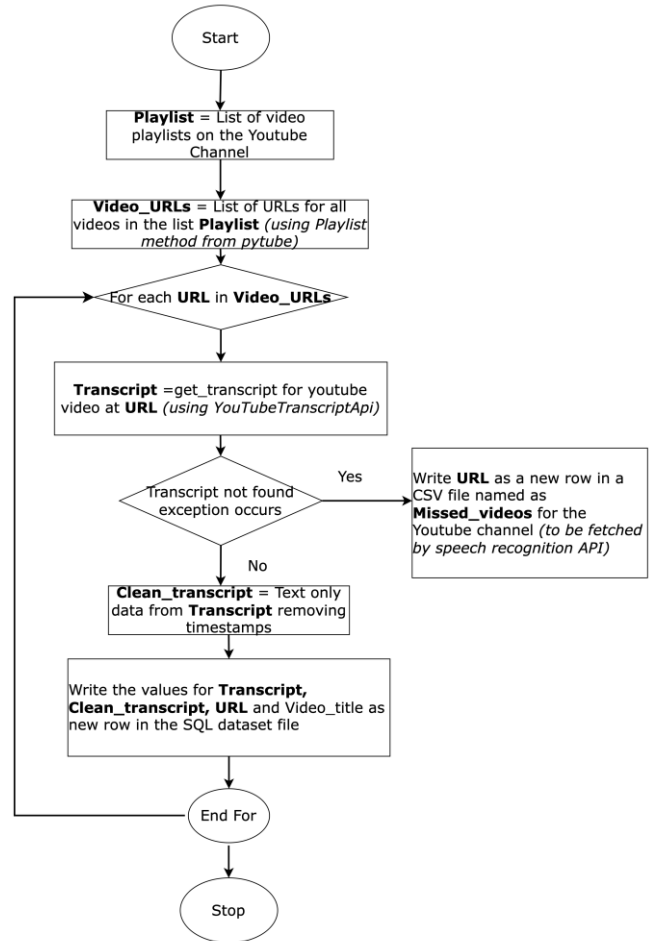 Start
Playlist = List of video
playlists on the Youtube
Channel
Video_URLs = List of URLs for all
videos in the list Playlist (using Playlist
method from pytube)
For each URL in Video_URLs
Transcript =get_transcript for youtube
video at URL (using YouTubeTranscriptApi)
Transcript not found
exception occurs
Yes
Write URL as a new row in a
CSV file named as
Missed_videos for the
Youtube channel (to be fetched
by speech recognition API)
No
Clean_transcript = Text only
data from Transcript removing
timestamps
Write the values for Transcript,
Clean_transcript, URL and Video_title as
new row in the SQL dataset file
End For
Stop